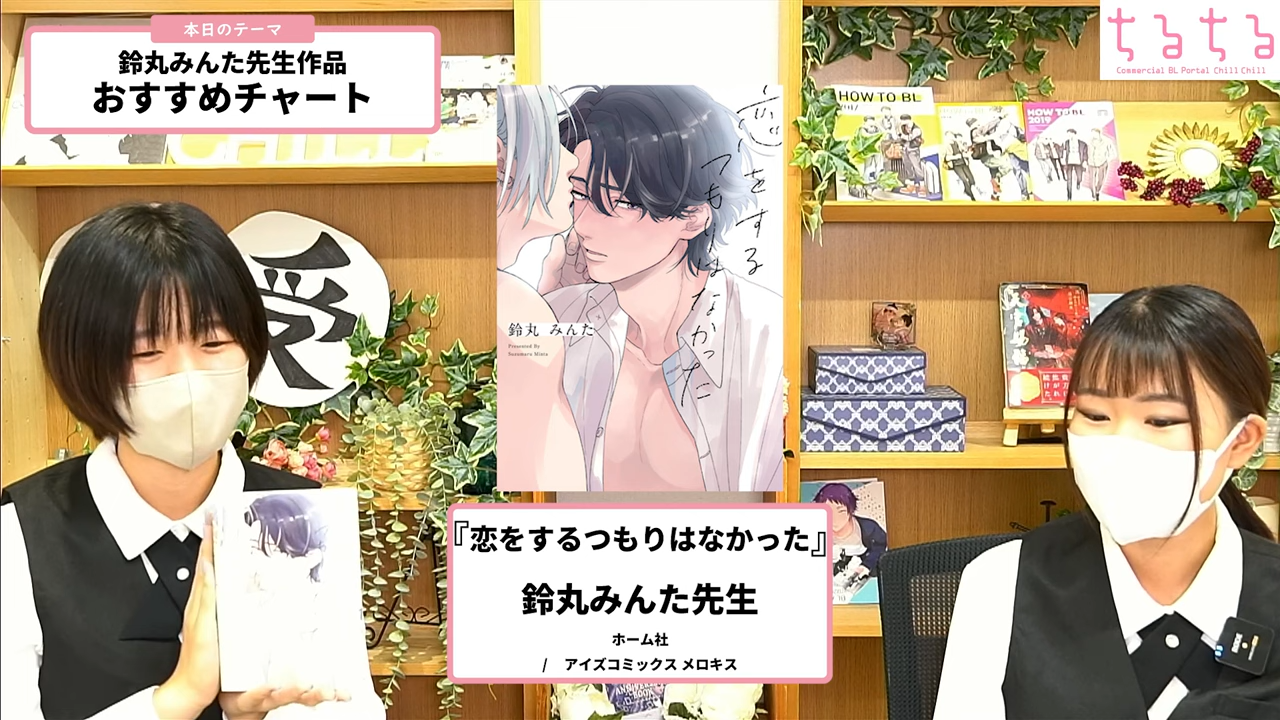 本日のテーマ
鈴丸みんた先生作品
おすすめチャート
ちるちる
Commercial BL Portal Chill Chill
HOW TO BL
2017
HOW TO BL
2019
恋をする
つもりは
なかった
鈴丸 みんた
Presented By
Suzumaru Minta
愛
『恋をするつもりはなかった』
鈴丸みんた先生
ホーム社
/ アイズコミックス メロキス